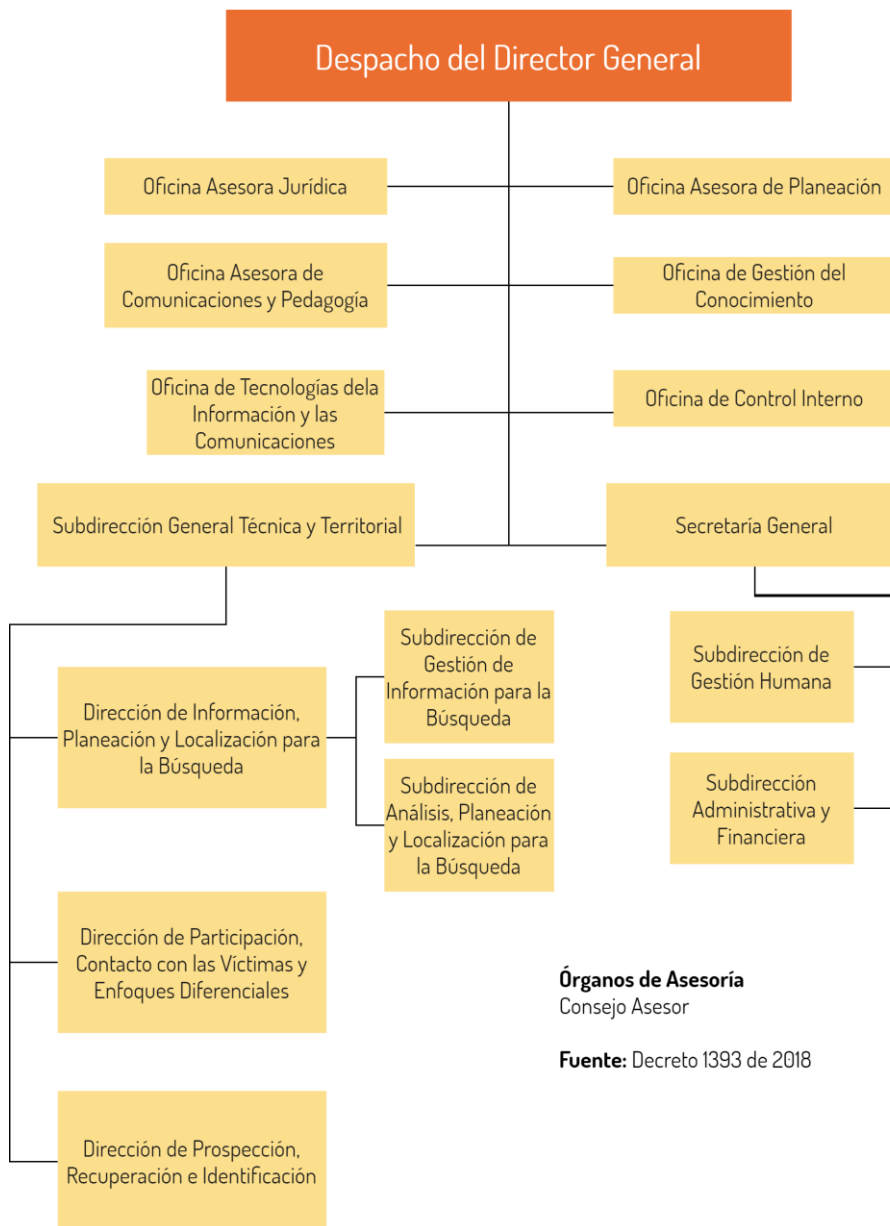 Despacho del Director General
Oficina Asesora Jurídica
Oficina Asesora de Planeación
Oficina Asesora de
Comunicaciones y Pedagogía
Oficina de Gestión del
Conocimiento
Oficina de Tecnologías dela
Información y las
Comunicaciones
Oficina de Control Interno
Subdirección General Técnica y Territorial
Secretaría General
Subdirección de
Gestión de
Información para la
Búsqueda
Subdirección de
Gestión Humana
Dirección de Información,
Planeación y Localización para
la Búsqueda
Subdirección de
Análisis, Planeación
y Localización para
la Búsqueda
Subdirección
Administrativa y
Financiera
Dirección de Participación,
Contacto con las Víctimas y
Enfoques Diferenciales
Órganos de Asesoría
Consejo Asesor
Fuente: Decreto 1393 de 2018
Dirección de Prospección,
Recuperación e Identificación